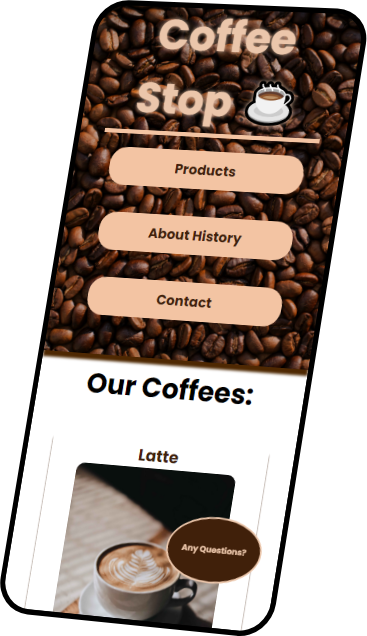 Coffee
Stop
Products
About History
Contact
Our Coffees:
Latte
Any Questions?